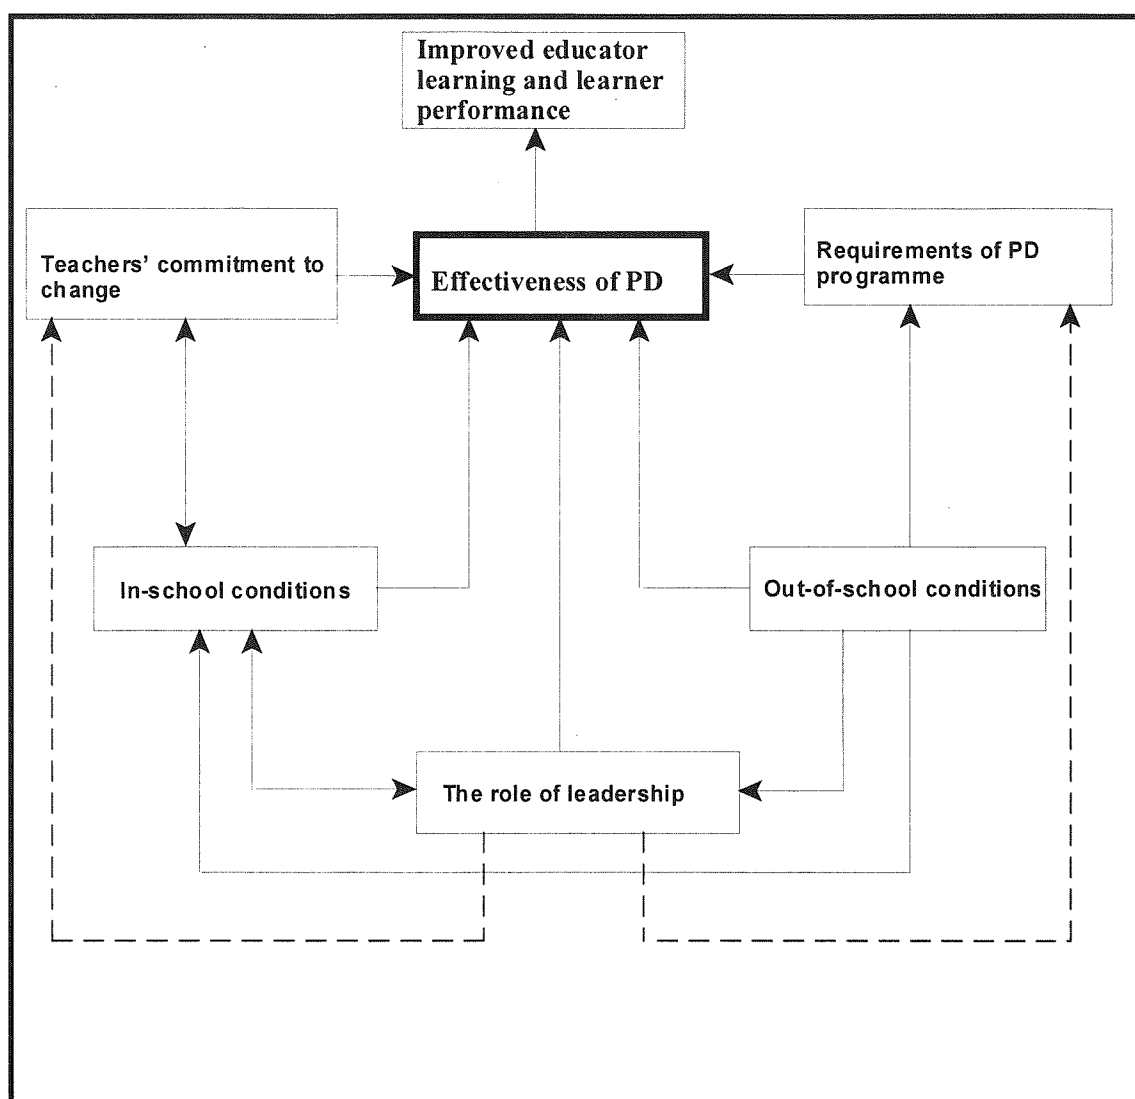 Improved educator
learning and learner
performance
Teachers' commitment to
change
Effectiveness of PD
Requirements of PD
programme
In-school conditions
Out-of-school conditions
The role of leadership